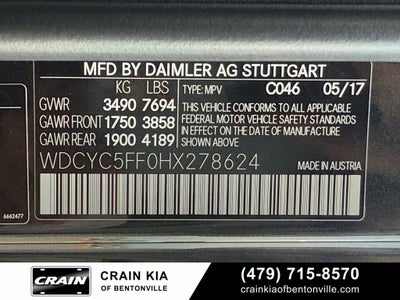 MFD BY DAIMLER AG STUTTGART
KG LBS TYPE: MPV C046 05/17
GVWR 3490 7694 THIS VEHICLE CONFORMS TO ALL APPLICABLE
GAWR FRONT 1750 3858 FEDERAL MOTOR VEHICLE SAFETY STANDARDS IN
GAWR REAR 1900 4189 EFFECT ON THE DATE OF MANUFACTURE SHOWN ABOVE.
WDCYC5FF0HX278624 MADE IN AUSTRIA
6662477
CRAIN
CRAIN KIA
OF BENTONVILLE
(479) 715-8570
crainkiaofbentonville.com